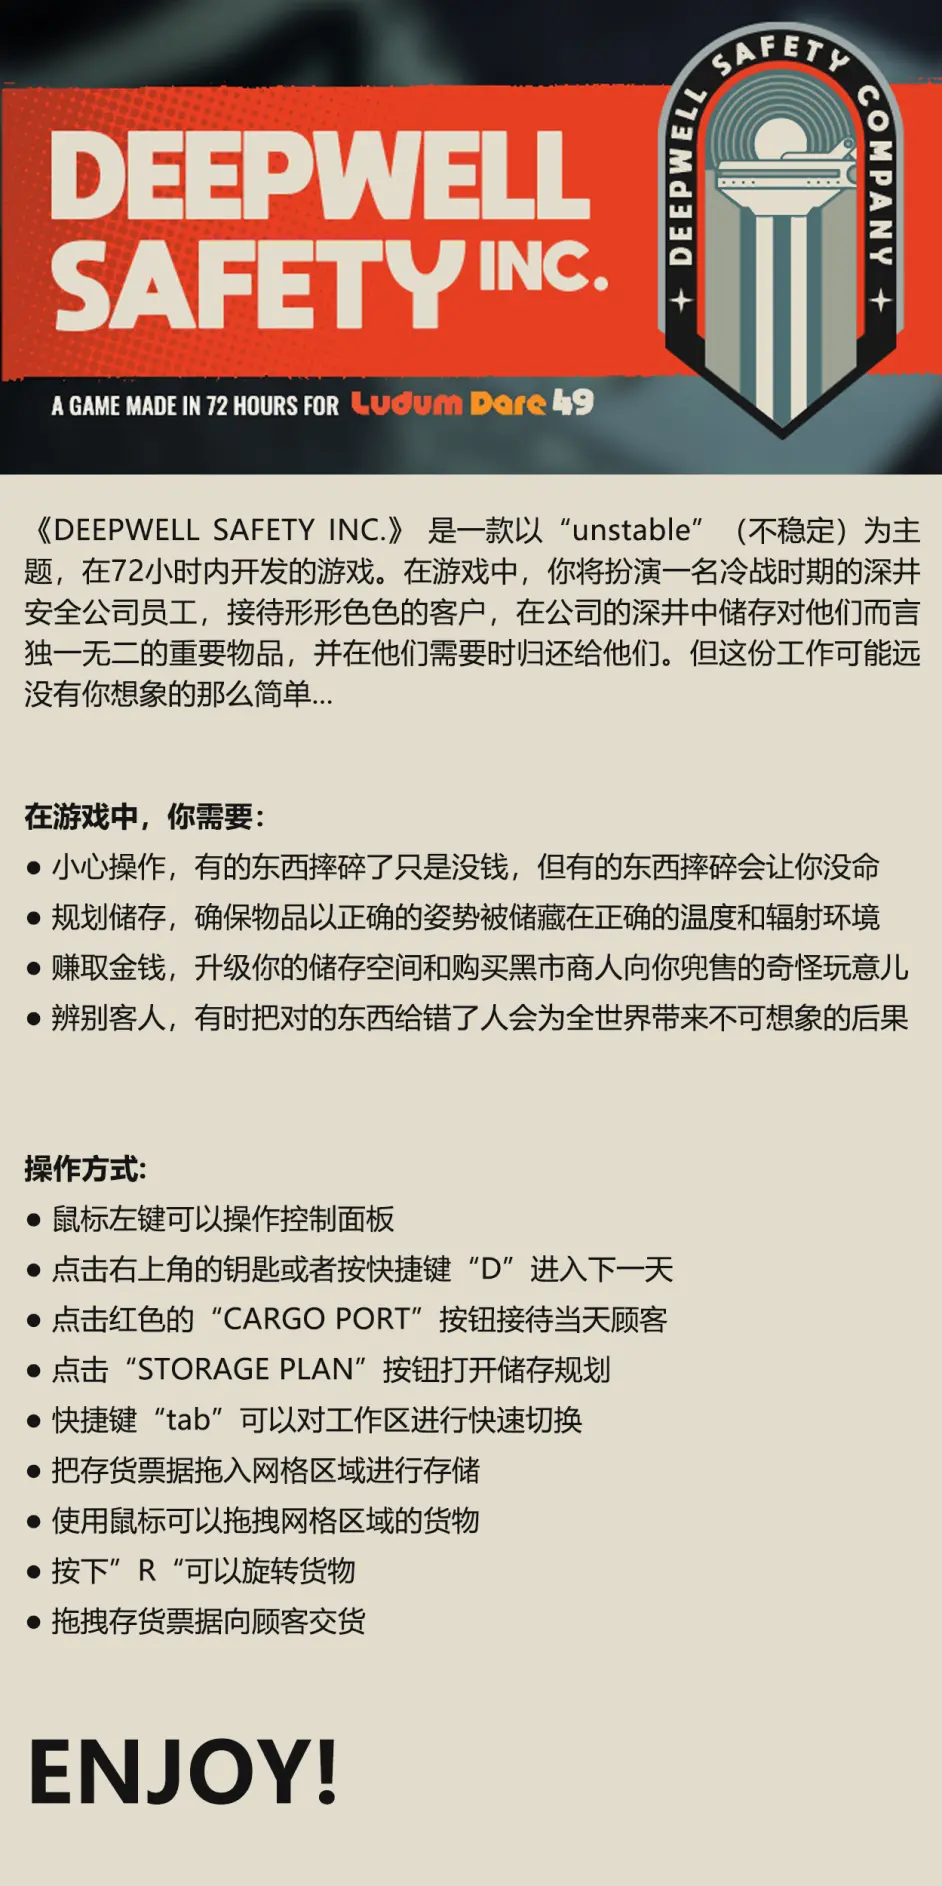 DEEPWELL
SAFETY INC.
DEEPWELL SAFETY COMPANY
A GAME MADE IN 72 HOURS FOR Ludum Dare 49
《DEEPWELL SAFETY INC.》 是一款以“unstable”（不稳定）为主
题，在72小时内开发的游戏。在游戏中，你将扮演一名冷战时期的深井
安全公司员工，接待形形色色的客户，在公司的深井中储存对他们而言
独一无二的重要物品，并在他们需要时归还给他们。但这份工作可能远
没有你想象的那么简单...
在游戏中，你需要：
● 小心操作，有的东西摔碎了只是没钱，但有的东西摔碎会让你没命
● 规划储存，确保物品以正确的姿势被储藏在正确的温度和辐射环境
● 赚取金钱，升级你的储存空间和购买黑市商人向你兜售的奇怪玩意儿
● 辨别客人，有时把对的东西给错了人会为全世界带来不可想象的后果
操作方式:
● 鼠标左键可以操作控制面板
● 点击右上角的钥匙或者按快捷键“D”进入下一天
● 点击红色的“CARGO PORT”按钮接待当天顾客
● 点击“STORAGE PLAN”按钮打开储存规划
● 快捷键“tab”可以对工作区进行快速切换
● 把存货票据拖入网格区域进行存储
● 使用鼠标可以拖拽网格区域的货物
● 按下”R“可以旋转货物
● 拖拽存货票据向顾客交货
ENJOY!